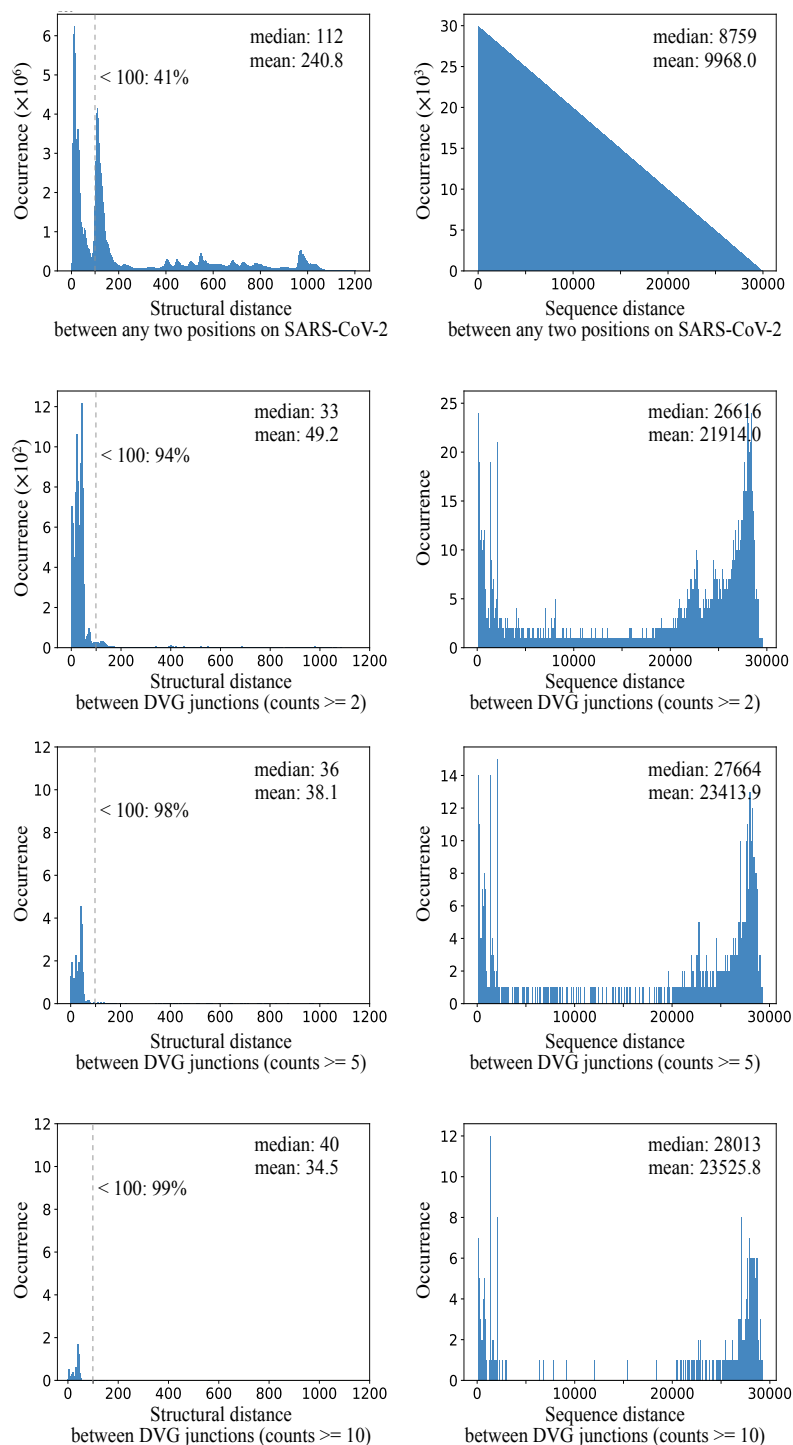 median: 112
mean: 240.8
< 100: 41%
Occurrence (×10⁶)
6
5
4
3
2
1
0
0 200 400 600 800 1000 1200
Structural distance
between any two positions on SARS-CoV-2
median: 8759
mean: 9968.0
Occurrence (×10³)
30
25
20
15
10
5
0
0 10000 20000 30000
Sequence distance
between any two positions on SARS-CoV-2
median: 33
mean: 49.2
< 100: 94%
Occurrence (×10²)
12
10
8
6
4
2
0
0 200 400 600 800 1000 1200
Structural distance
between DVG junctions (counts >= 2)
median: 26616
mean: 21914.0
Occurrence
25
20
15
10
5
0
0 10000 20000 30000
Sequence distance
between DVG junctions (counts >= 2)
median: 36
mean: 38.1
< 100: 98%
Occurrence
12
10
8
6
4
2
0
0 200 400 600 800 1000 1200
Structural distance
between DVG junctions (counts >= 5)
median: 27664
mean: 23413.9
Occurrence
14
12
10
8
6
4
2
0
0 10000 20000 30000
Sequence distance
between DVG junctions (counts >= 5)
median: 40
mean: 34.5
< 100: 99%
Occurrence
12
10
8
6
4
2
0
0 200 400 600 800 1000 1200
Structural distance
between DVG junctions (counts >= 10)
median: 28013
mean: 23525.8
Occurrence
12
10
8
6
4
2
0
0 10000 20000 30000
Sequence distance
between DVG junctions (counts >= 10)